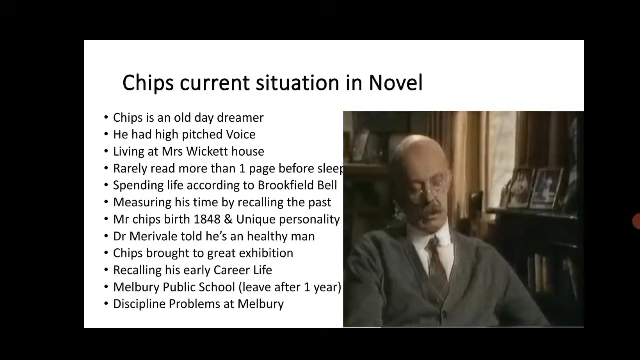 Chips current situation in Novel
• Chips is an old day dreamer
• He had high pitched Voice
• Living at Mrs Wickett house
• Rarely read more than 1 page before sleep
• Spending life according to Brookfield Bell
• Measuring his time by recalling the past
• Mr chips birth 1848 & Unique personality
• Dr Merivale told he's an healthy man
• Chips brought to great exhibition
• Recalling his early Career Life
• Melbury Public School (leave after 1 year)
• Discipline Problems at Melbury